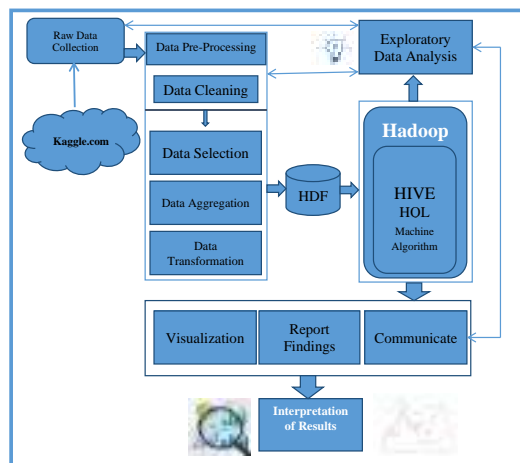 Raw Data
Collection
Data Pre-Processing
Exploratory
Data Analysis
Data Cleaning
Kaggle.com
Hadoop
Data Selection
HDF
HIVE
HOL
Machine
Algorithm
Data Aggregation
Data
Transformation
Visualization
Report
Findings
Communicate
Interpretation
of Results